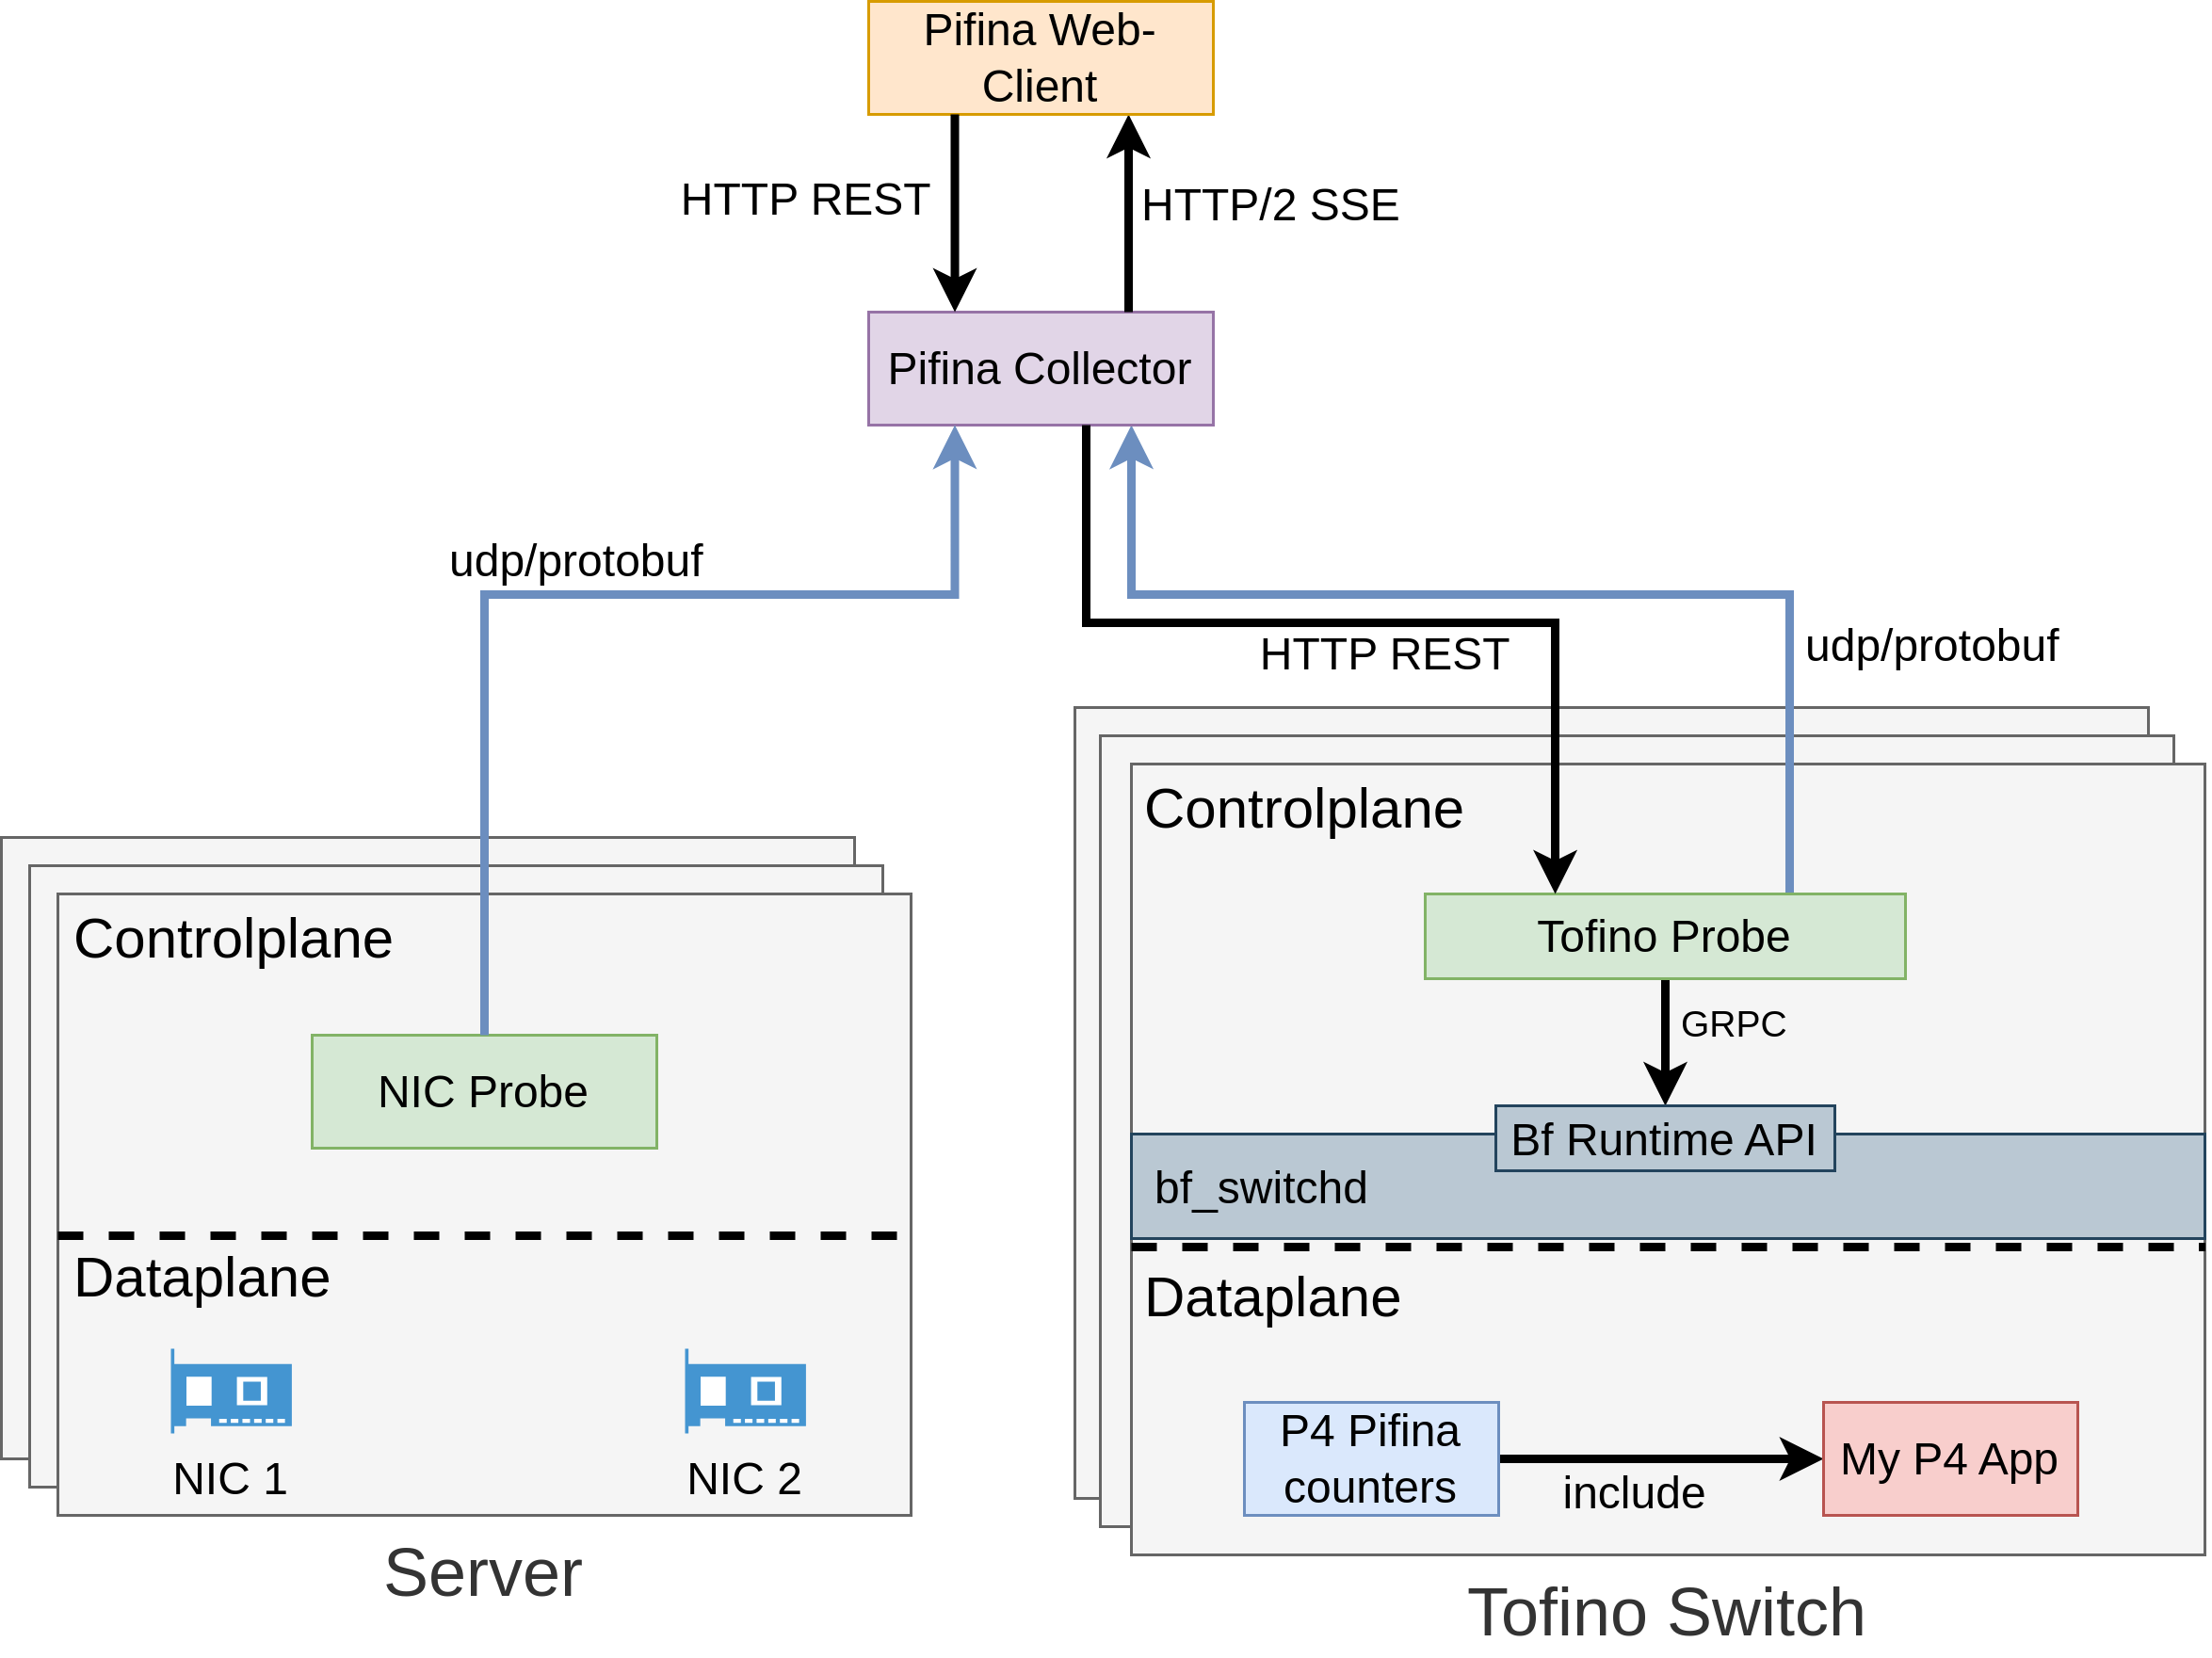 Pifina Web-
Client
HTTP REST
HTTP/2 SSE
Pifina Collector
udp/protobuf
HTTP REST
udp/protobuf
Controlplane
NIC Probe
Dataplane
NIC 1
NIC 2
Server
Controlplane
Tofino Probe
GRPC
Bf Runtime API
bf_switchd
Dataplane
P4 Pifina
counters
include
My P4 App
Tofino Switch